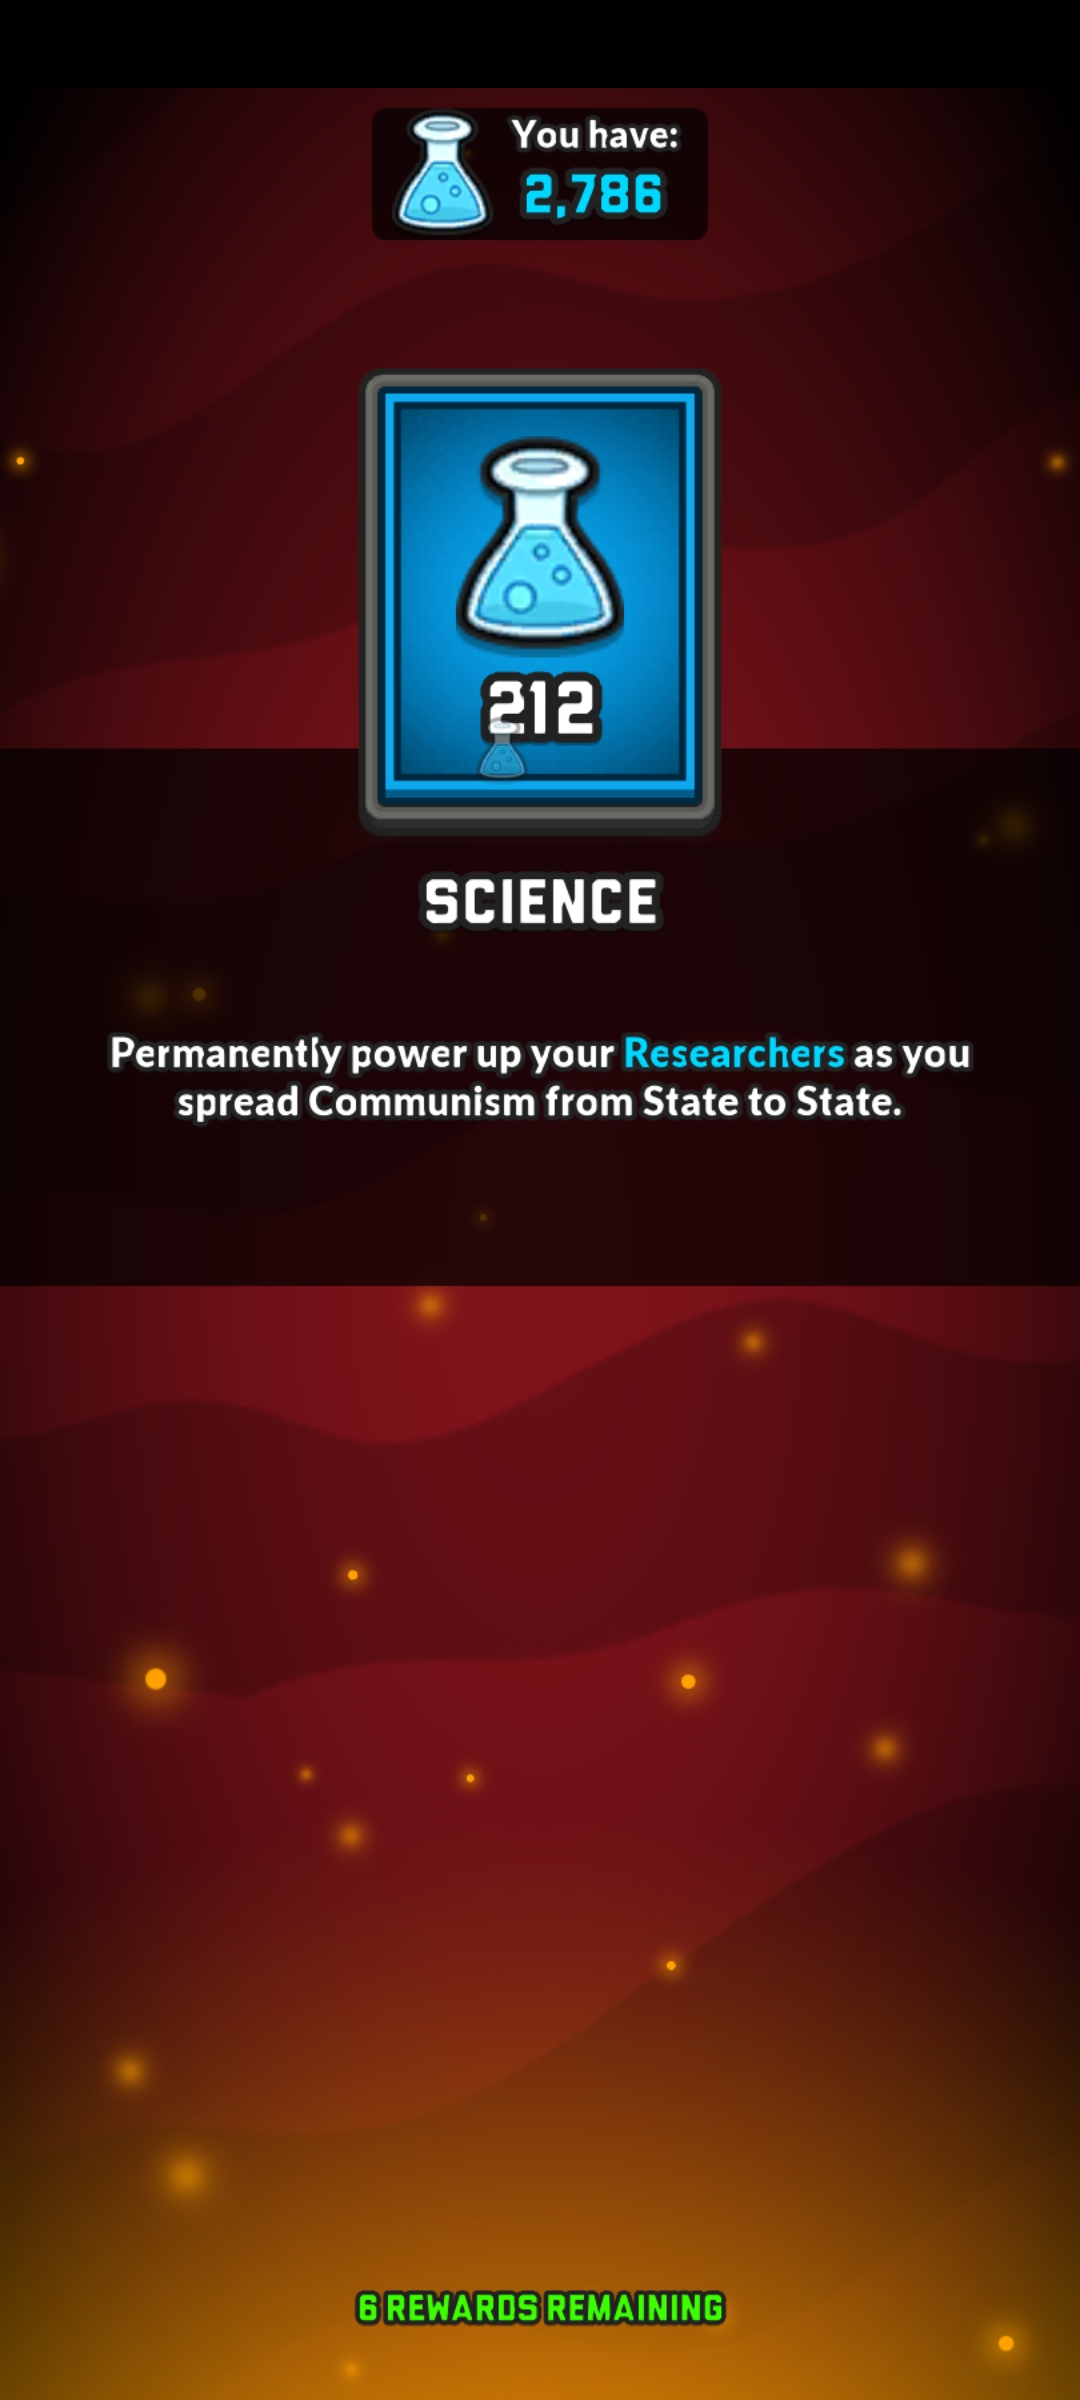 You have:
2,786
212
SCIENCE
Permanently power up your Researchers as you
spread Communism from State to State.
6 REWARDS REMAINING